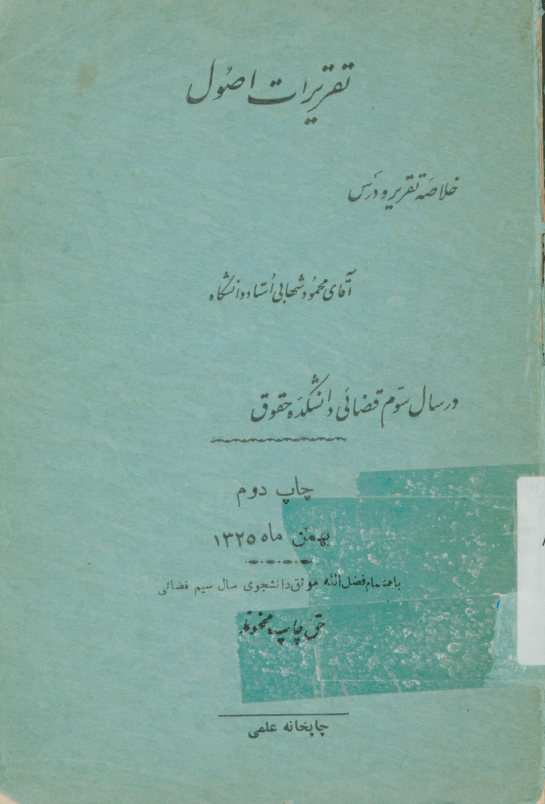 تقریرات اصول
خلاصه تقریر و درس
آقای محمود شهابی استاد دانشگاه
در سال سوّم قضائی دانشکده حقوق
چاپ دوم
بهمن ماه ۱۳۲۵
باهتمام فضل الله موثق دانشجوی سال سیم قضائی
حق چاپ محفوظ
چاپخانه علمی